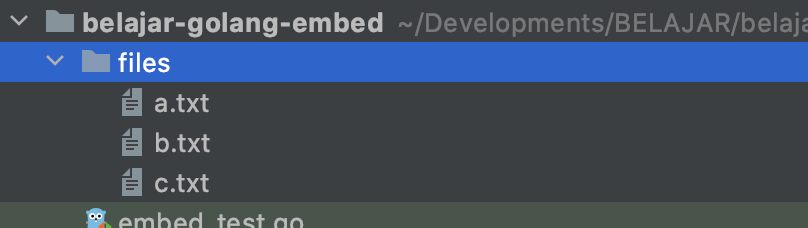 belajar-golang-embed ~/Developments/BELAJAR/belaja
files
a.txt
b.txt
c.txt
embed_test.go